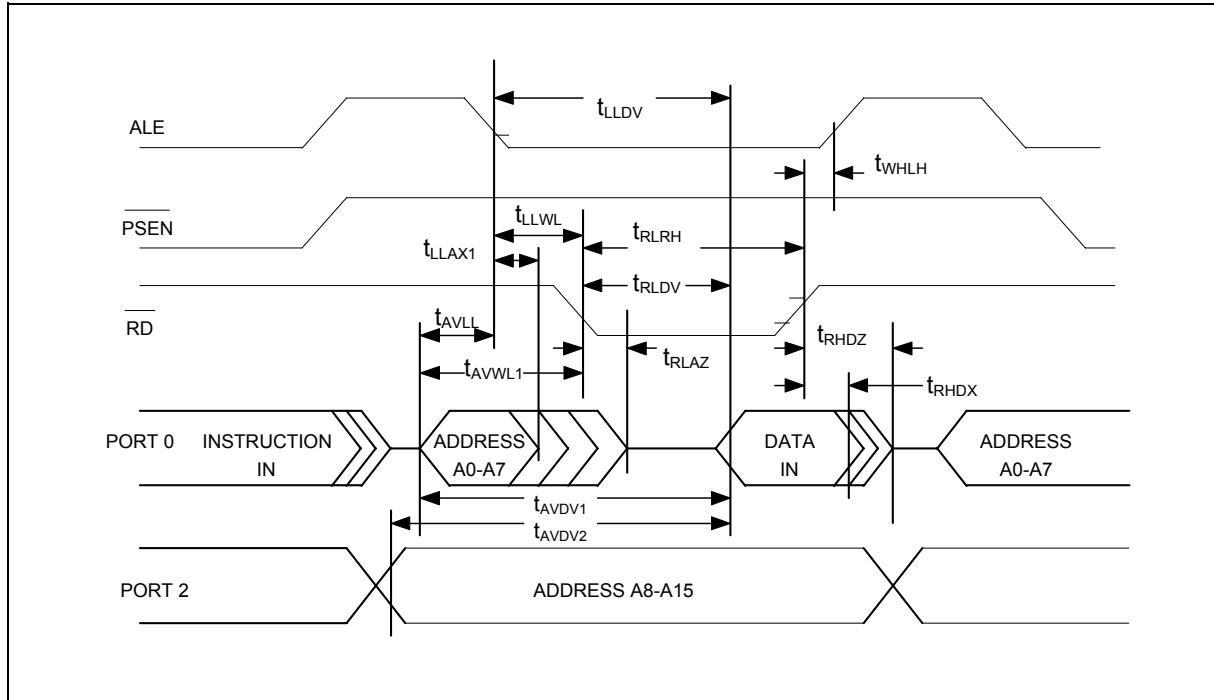 tLLDV
ALE
tWHLH
PSEN
tLLWL
tRLRH
tLLAX1
tRLDV
RD
tAVLL
tRHDZ
tRLAZ
tAVWL1
tRHDX
PORT 0
INSTRUCTION
IN
ADDRESS
A0-A7
DATA
IN
ADDRESS
A0-A7
tAVDV1
tAVDV2
PORT 2
ADDRESS A8-A15